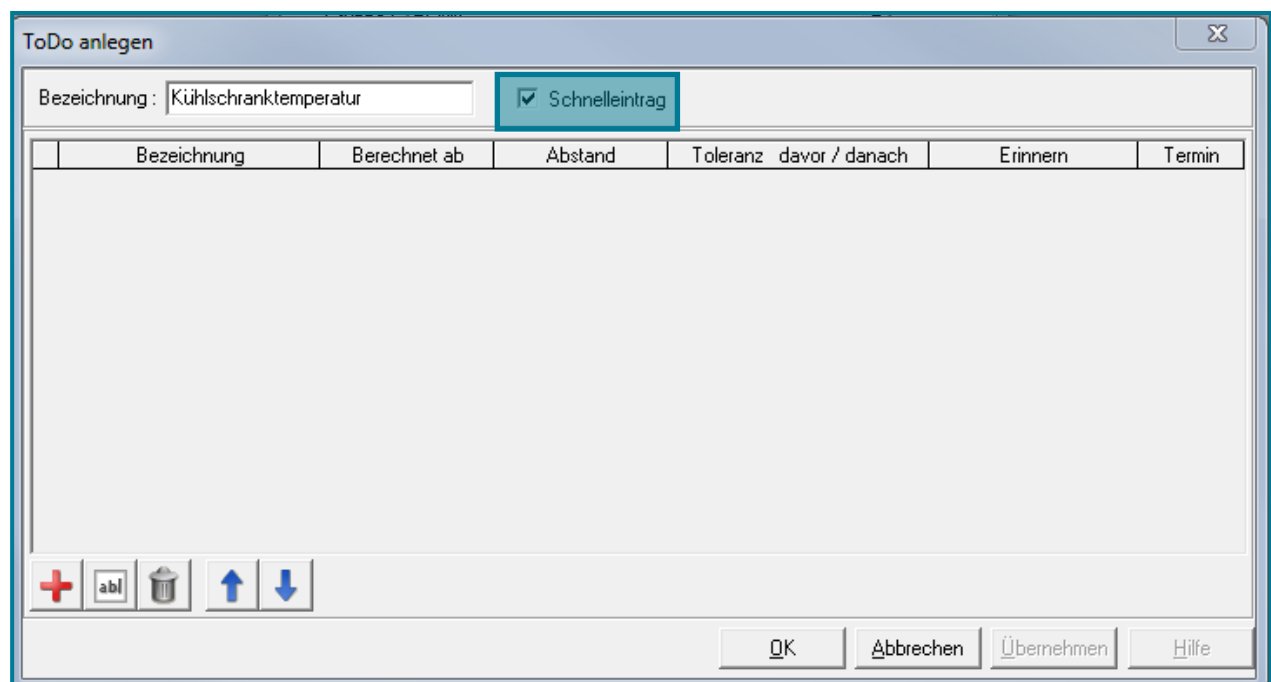 ToDo anlegen
Bezeichnung : Kühlschranktemperatur Schnelleintrag
Bezeichnung Berechnet ab Abstand Toleranz davor / danach Erinnern Termin
abl
OK Abbrechen Übernehmen Hilfe